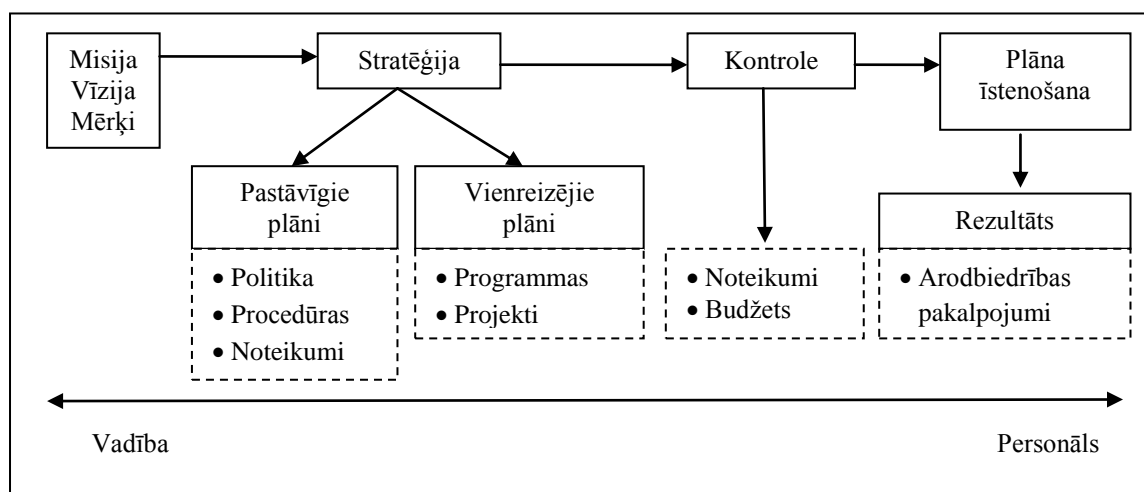 Misija
Vīzija
Mērķi
Stratēģija
Kontrole
Plāna
īstenošana
Pastāvīgie
plāni
Vienreizējie
plāni
Rezultāts
• Politika
• Procedūras
• Noteikumi
• Programmas
• Projekti
• Noteikumi
• Budžets
• Arodbiedrības
pakalpojumi
Vadība
Personāls